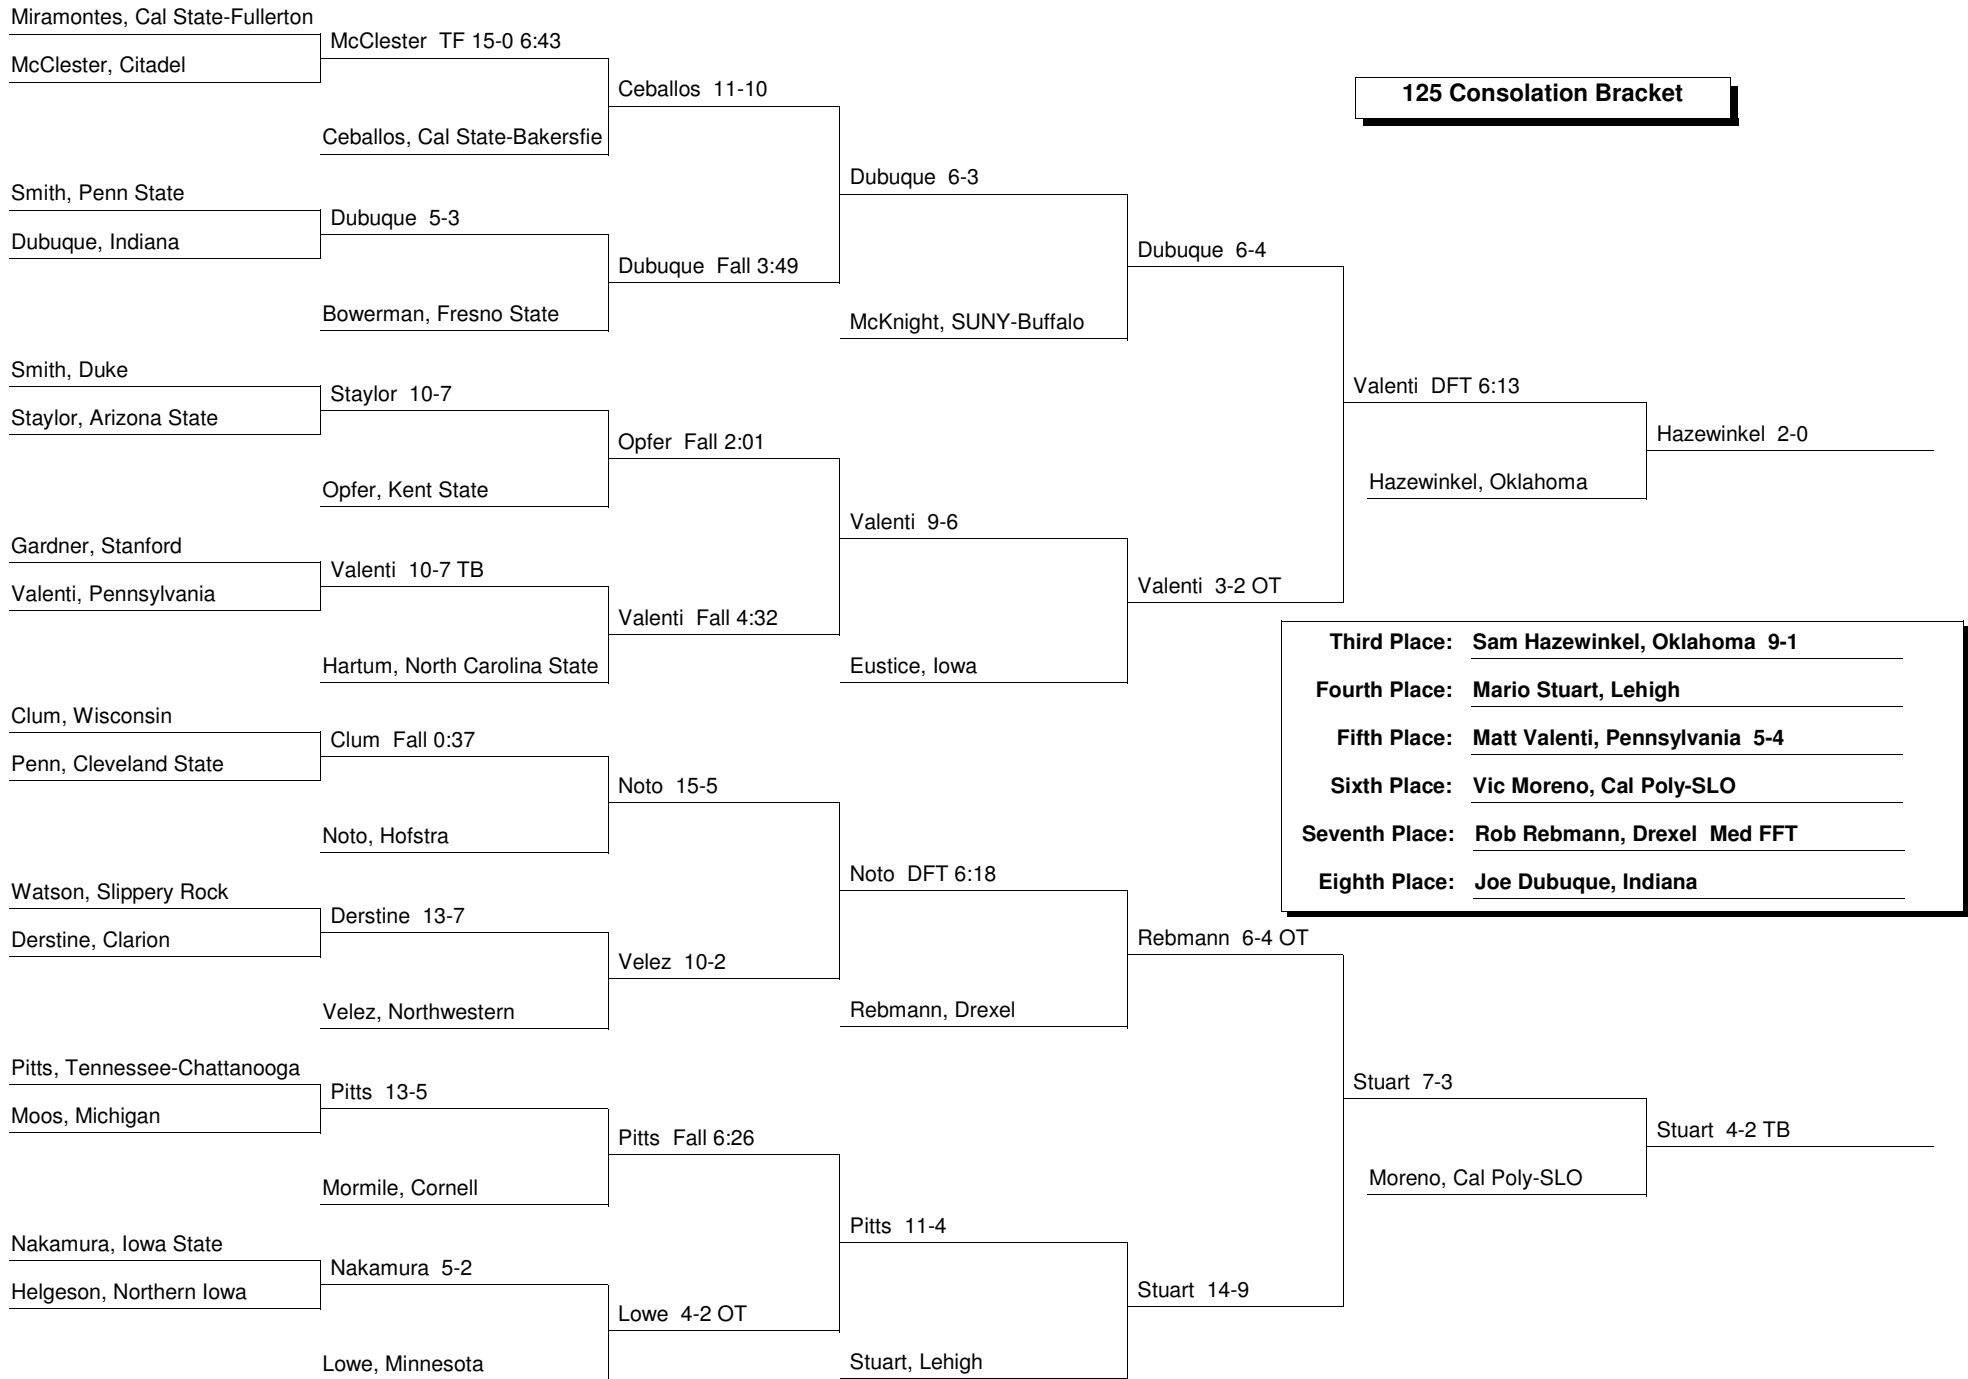 Miramontes, Cal State-Fullerton
McClester TF 15-0 6:43
McClester, Citadel
Ceballos 11-10
125 Consolation Bracket
Ceballos, Cal State-Bakersfie
Dubuque 6-3
Smith, Penn State
Dubuque 5-3
Dubuque, Indiana
Dubuque 6-4
Dubuque Fall 3:49
Bowerman, Fresno State
McKnight, SUNY-Buffalo
Smith, Duke
Valenti DFT 6:13
Staylor 10-7
Staylor, Arizona State
Hazewinkel 2-0
Opfer Fall 2:01
Hazewinkel, Oklahoma
Opfer, Kent State
Valenti 9-6
Gardner, Stanford
Valenti 10-7 TB
Valenti, Pennsylvania
Valenti 3-2 OT
Valenti Fall 4:32
Third Place: Sam Hazewinkel, Oklahoma 9-1
Hartum, North Carolina State
Eustice, Iowa
Fourth Place: Mario Stuart, Lehigh
Clum, Wisconsin
Clum Fall 0:37
Fifth Place: Matt Valenti, Pennsylvania 5-4
Penn, Cleveland State
Noto 15-5
Sixth Place: Vic Moreno, Cal Poly-SLO
Noto, Hofstra
Seventh Place: Rob Rebmann, Drexel Med FFT
Noto DFT 6:18
Eighth Place: Joe Dubuque, Indiana
Watson, Slippery Rock
Derstine 13-7
Derstine, Clarion
Rebmann 6-4 OT
Velez 10-2
Velez, Northwestern
Rebmann, Drexel
Pitts, Tennessee-Chattanooga
Stuart 7-3
Pitts 13-5
Moos, Michigan
Stuart 4-2 TB
Pitts Fall 6:26
Moreno, Cal Poly-SLO
Mormile, Cornell
Pitts 11-4
Nakamura, Iowa State
Nakamura 5-2
Helgeson, Northern Iowa
Stuart 14-9
Lowe 4-2 OT
Lowe, Minnesota
Stuart, Lehigh